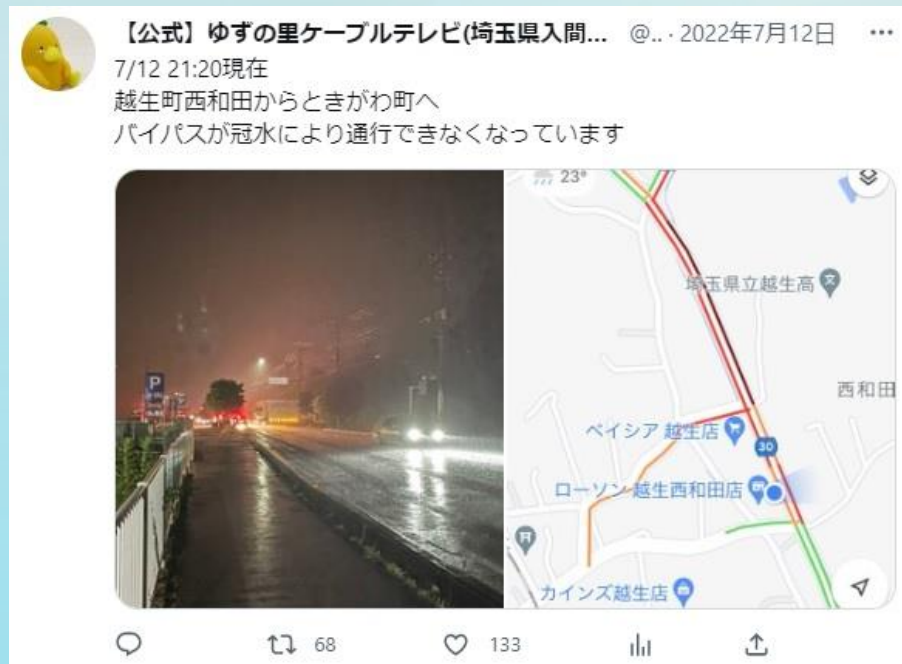 【公式】ゆずの里ケーブルテレビ(埼玉県入間... @.. · 2022年7月12日 …
7/12 21:20現在
越生町西和田からときがわ町へ
バイパスが冠水により通行できなくなっています
P
23°
埼玉県立越生高
西和田
ベイシア 越生店
30
ローソン 越生西和田店
カインズ越生店
68 133